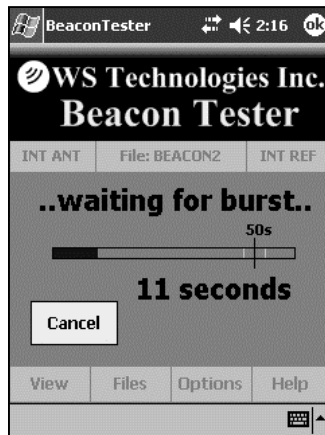 BeaconTester 2:16 ok
WS Technologies Inc.
Beacon Tester
INT ANT File: BEACON2 INT REF
..waiting for burst..
50s
11 seconds
Cancel
View Files Options Help